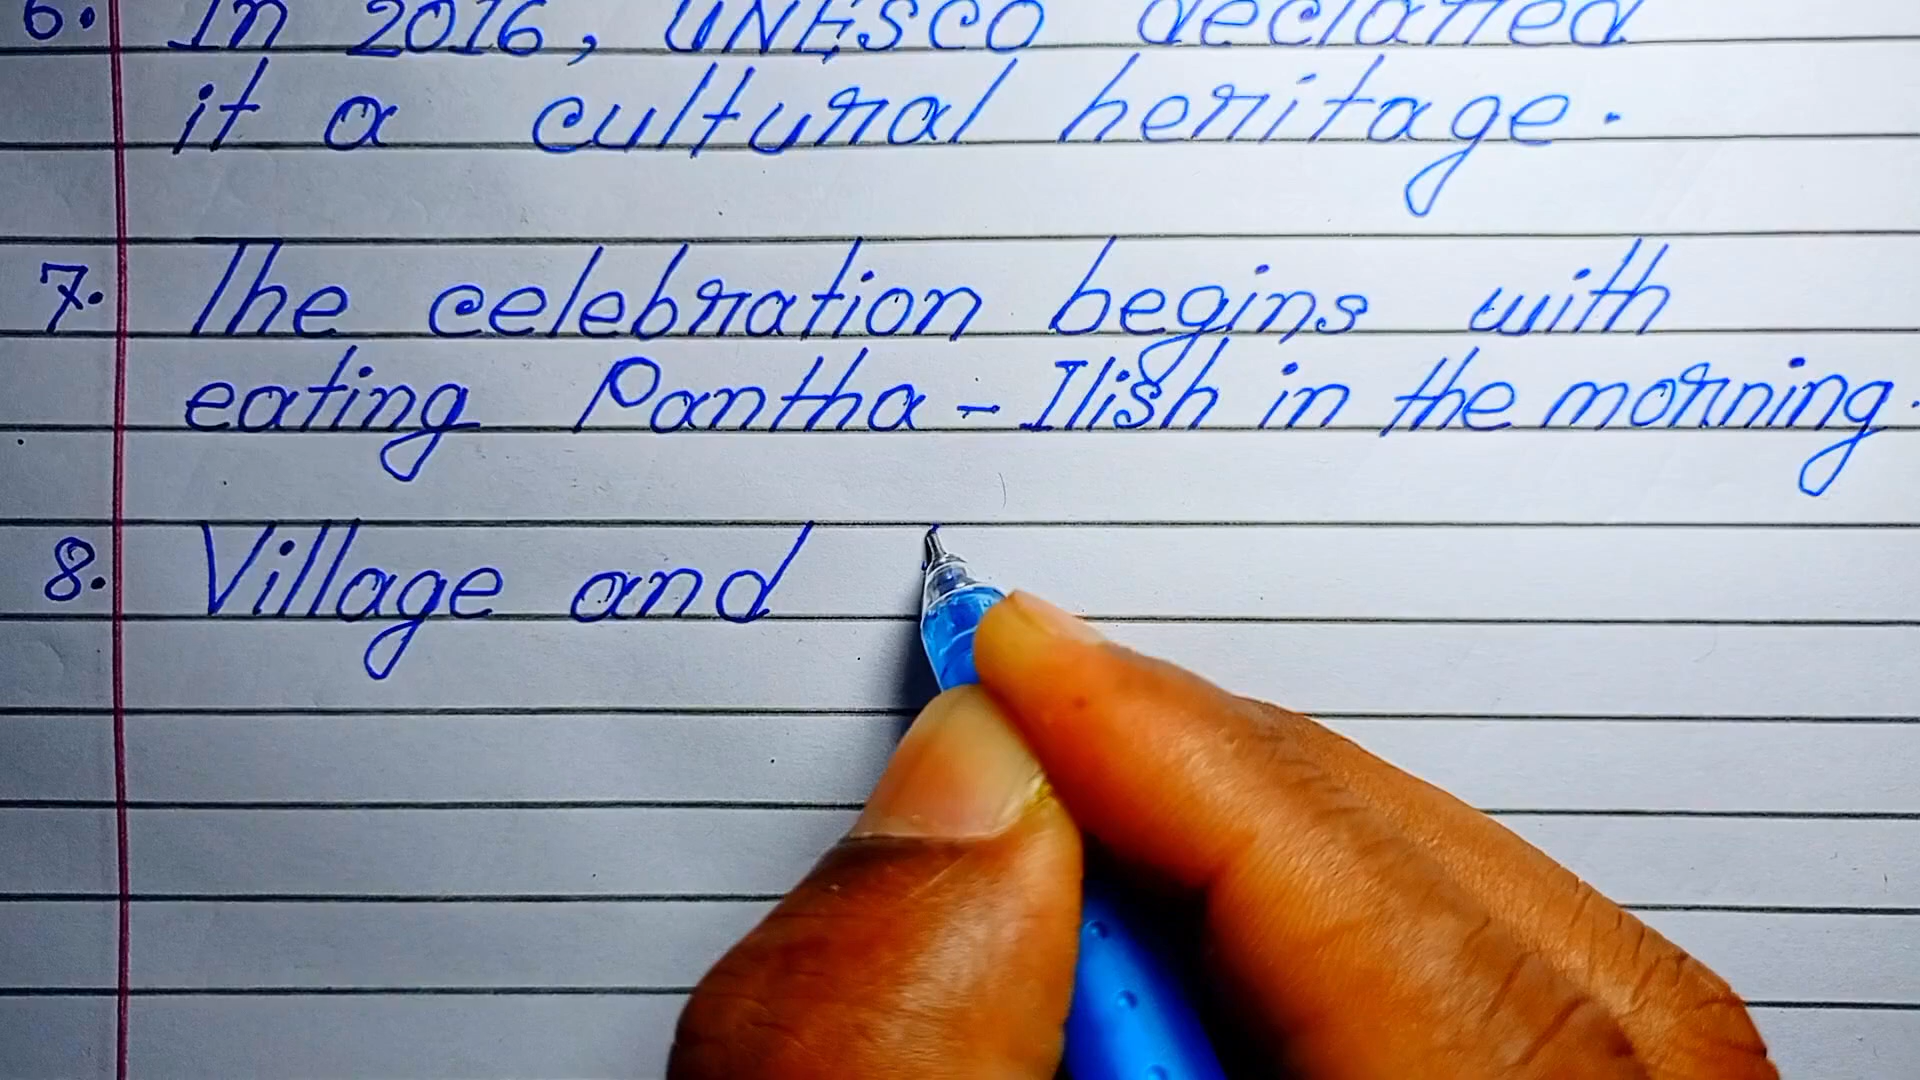 6. In 2016, UNESCO declared
it a cultural heritage.
7. The celebration begins with
eating Pantha-Ilish in the morning.
8. Village and